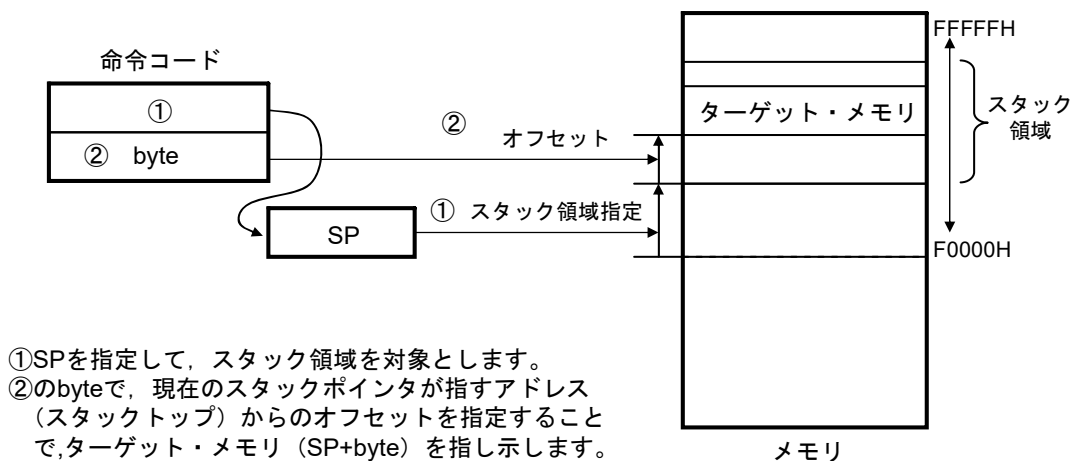 FFFFFH
命令コード
①
② byte
②
オフセット
ターゲット・メモリ
スタック
領域
① スタック領域指定
SP
F0000H
①SPを指定して，スタック領域を対象とします。
②のbyteで，現在のスタックポインタが指すアドレス
（スタックトップ）からのオフセットを指定すること
で,ターゲット・メモリ（SP+byte）を指し示します。
メモリ